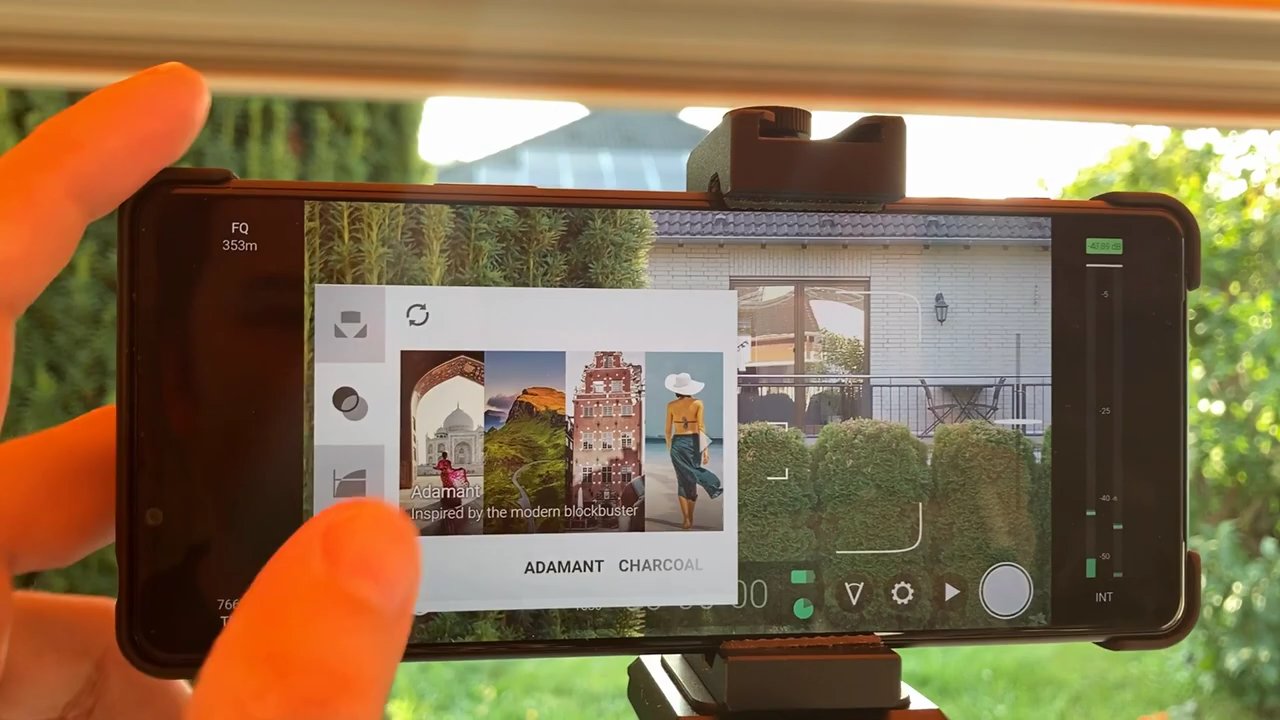 FQ
353m
-5
-25
Adamant
Inspired by the modern blockbuster
-40
-50
ADAMANT CHARCOAL
INT